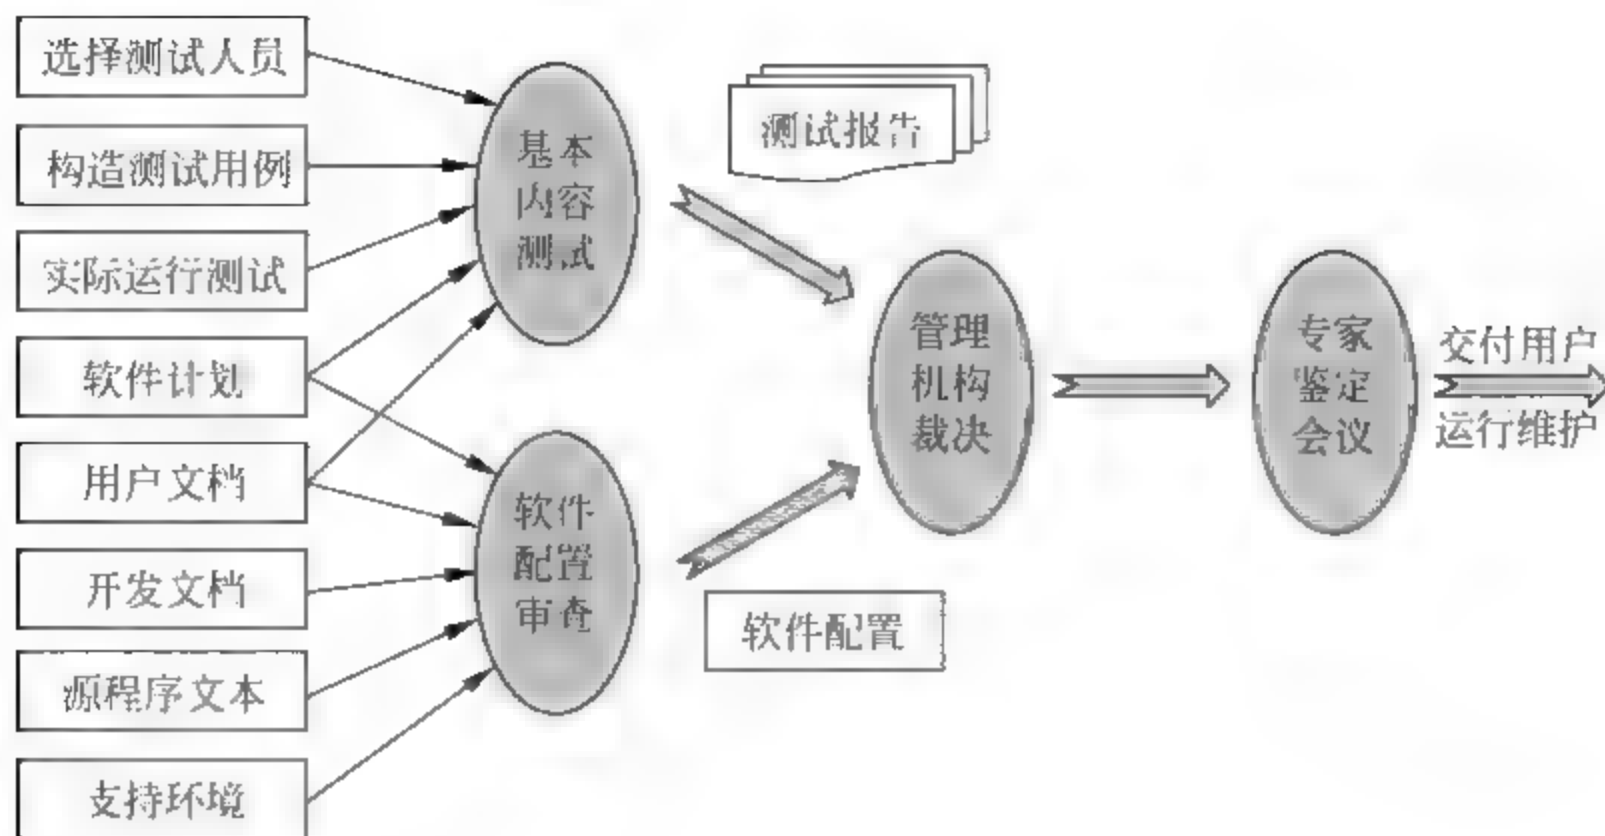 选择测试人员
构造测试用例
实际运行测试
软件计划
用户文档
开发文档
源程序文本
支持环境
基本
内容
测试
软件
配置
审查
测试报告
软件配置
管理
机构
裁决
专家
鉴定
会议
交付用户
运行维护